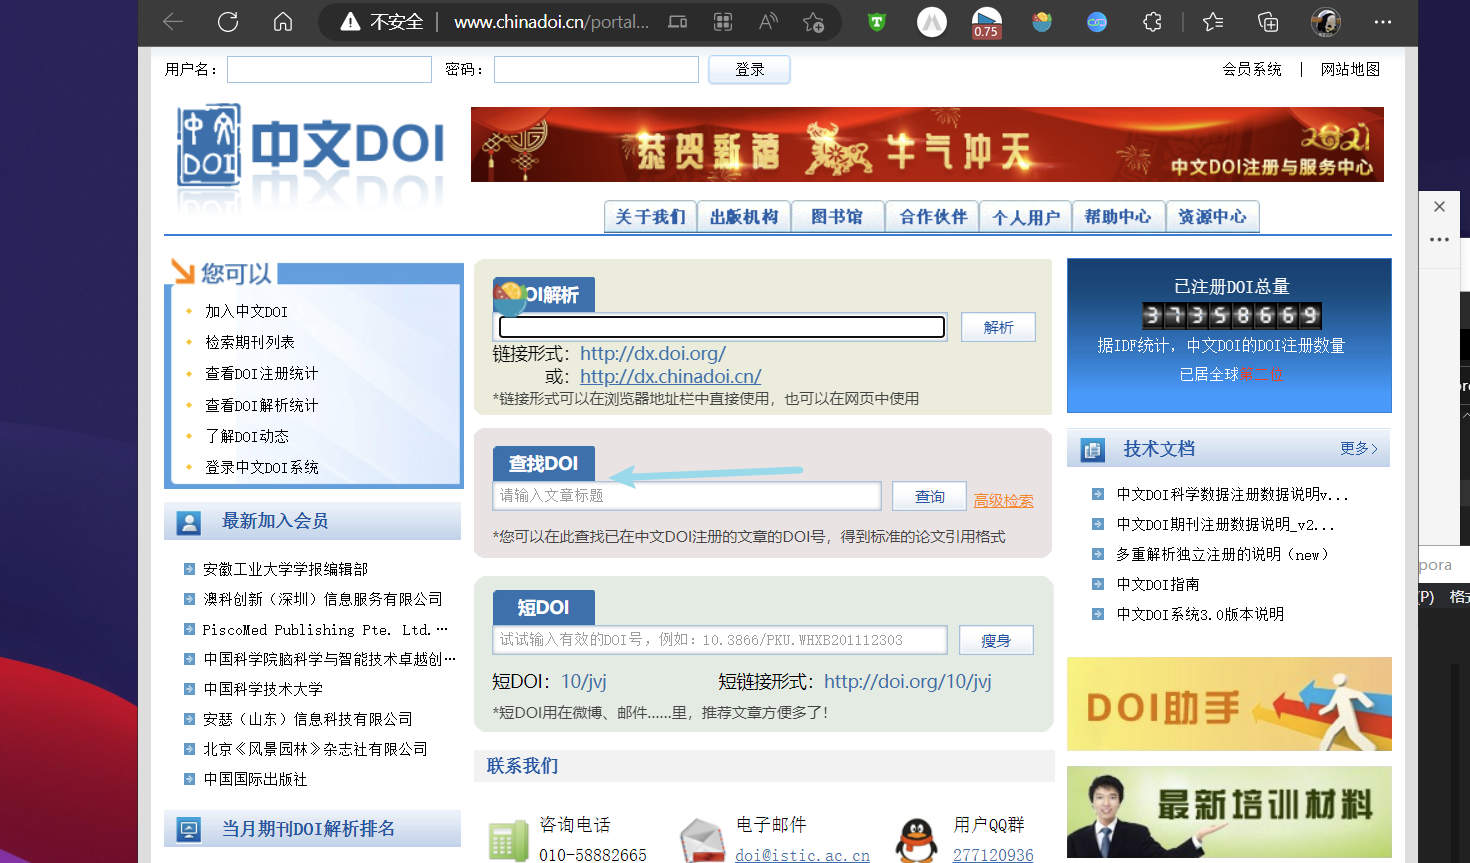 不安全 | www.chinadoi.cn/portal...
0.75
用户名：
密码：
登录
会员系统 | 网站地图
中文DOI
中文DOI
恭贺新禧 牛气冲天
2021
中文DOI注册与服务中心
关于我们 出版机构 图书馆 合作伙伴 个人用户 帮助中心 资源中心
您可以
加入中文DOI
检索期刊列表
查看DOI注册统计
查看DOI解析统计
了解DOI动态
登录中文DOI系统
最新加入会员
安徽工业大学学报编辑部
澳科创新（深圳）信息服务有限公司
PiscoMed Publishing Pte. Ltd.…
中国科学院脑科学与智能技术卓越创…
中国科学技术大学
安瑟（山东）信息科技有限公司
北京《风景园林》杂志社有限公司
中国国际出版社
当月期刊DOI解析排名
OI解析
解析
链接形式：http://dx.doi.org/
或：http://dx.chinadoi.cn/
*链接形式可以在浏览器地址栏中直接使用，也可以在网页中使用
查找DOI
请输入文章标题
查询
高级检索
*您可以在此查找已在中文DOI注册的文章的DOI号，得到标准的论文引用格式
短DOI
试试输入有效的DOI号，例如：10.3866/PKU.WHXB201112303
瘦身
短DOI：10/jvj
短链接形式：http://doi.org/10/jvj
*短DOI用在微博、邮件......里，推荐文章方便多了！
联系我们
咨询电话
010-58882665
电子邮件
doi@istic.ac.cn
用户QQ群
277120936
已注册DOI总量
37358669
据IDF统计，中文DOI的DOI注册数量
已居全球第二位
技术文档
更多>
中文DOI科学数据注册数据说明v...
中文DOI期刊注册数据说明_v2...
多重解析独立注册的说明（new）
中文DOI指南
中文DOI系统3.0版本说明
DOI助手
最新培训材料
pora
(P) 格式